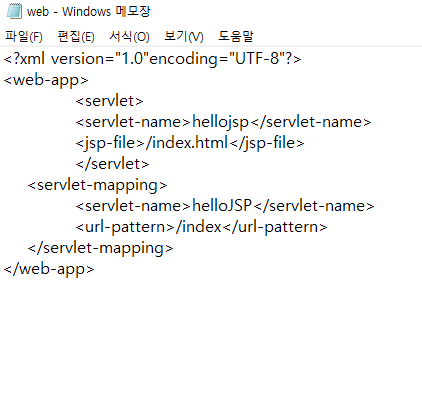 web - Windows 메모장
파일(F) 편집(E) 서식(O) 보기(V) 도움말
<?xml version="1.0"encoding="UTF-8"?>
<web-app>
<servlet>
<servlet-name>hellojsp</servlet-name>
<jsp-file>/index.html</jsp-file>
</servlet>
<servlet-mapping>
<servlet-name>helloJSP</servlet-name>
<url-pattern>/index</url-pattern>
</servlet-mapping>
</web-app>